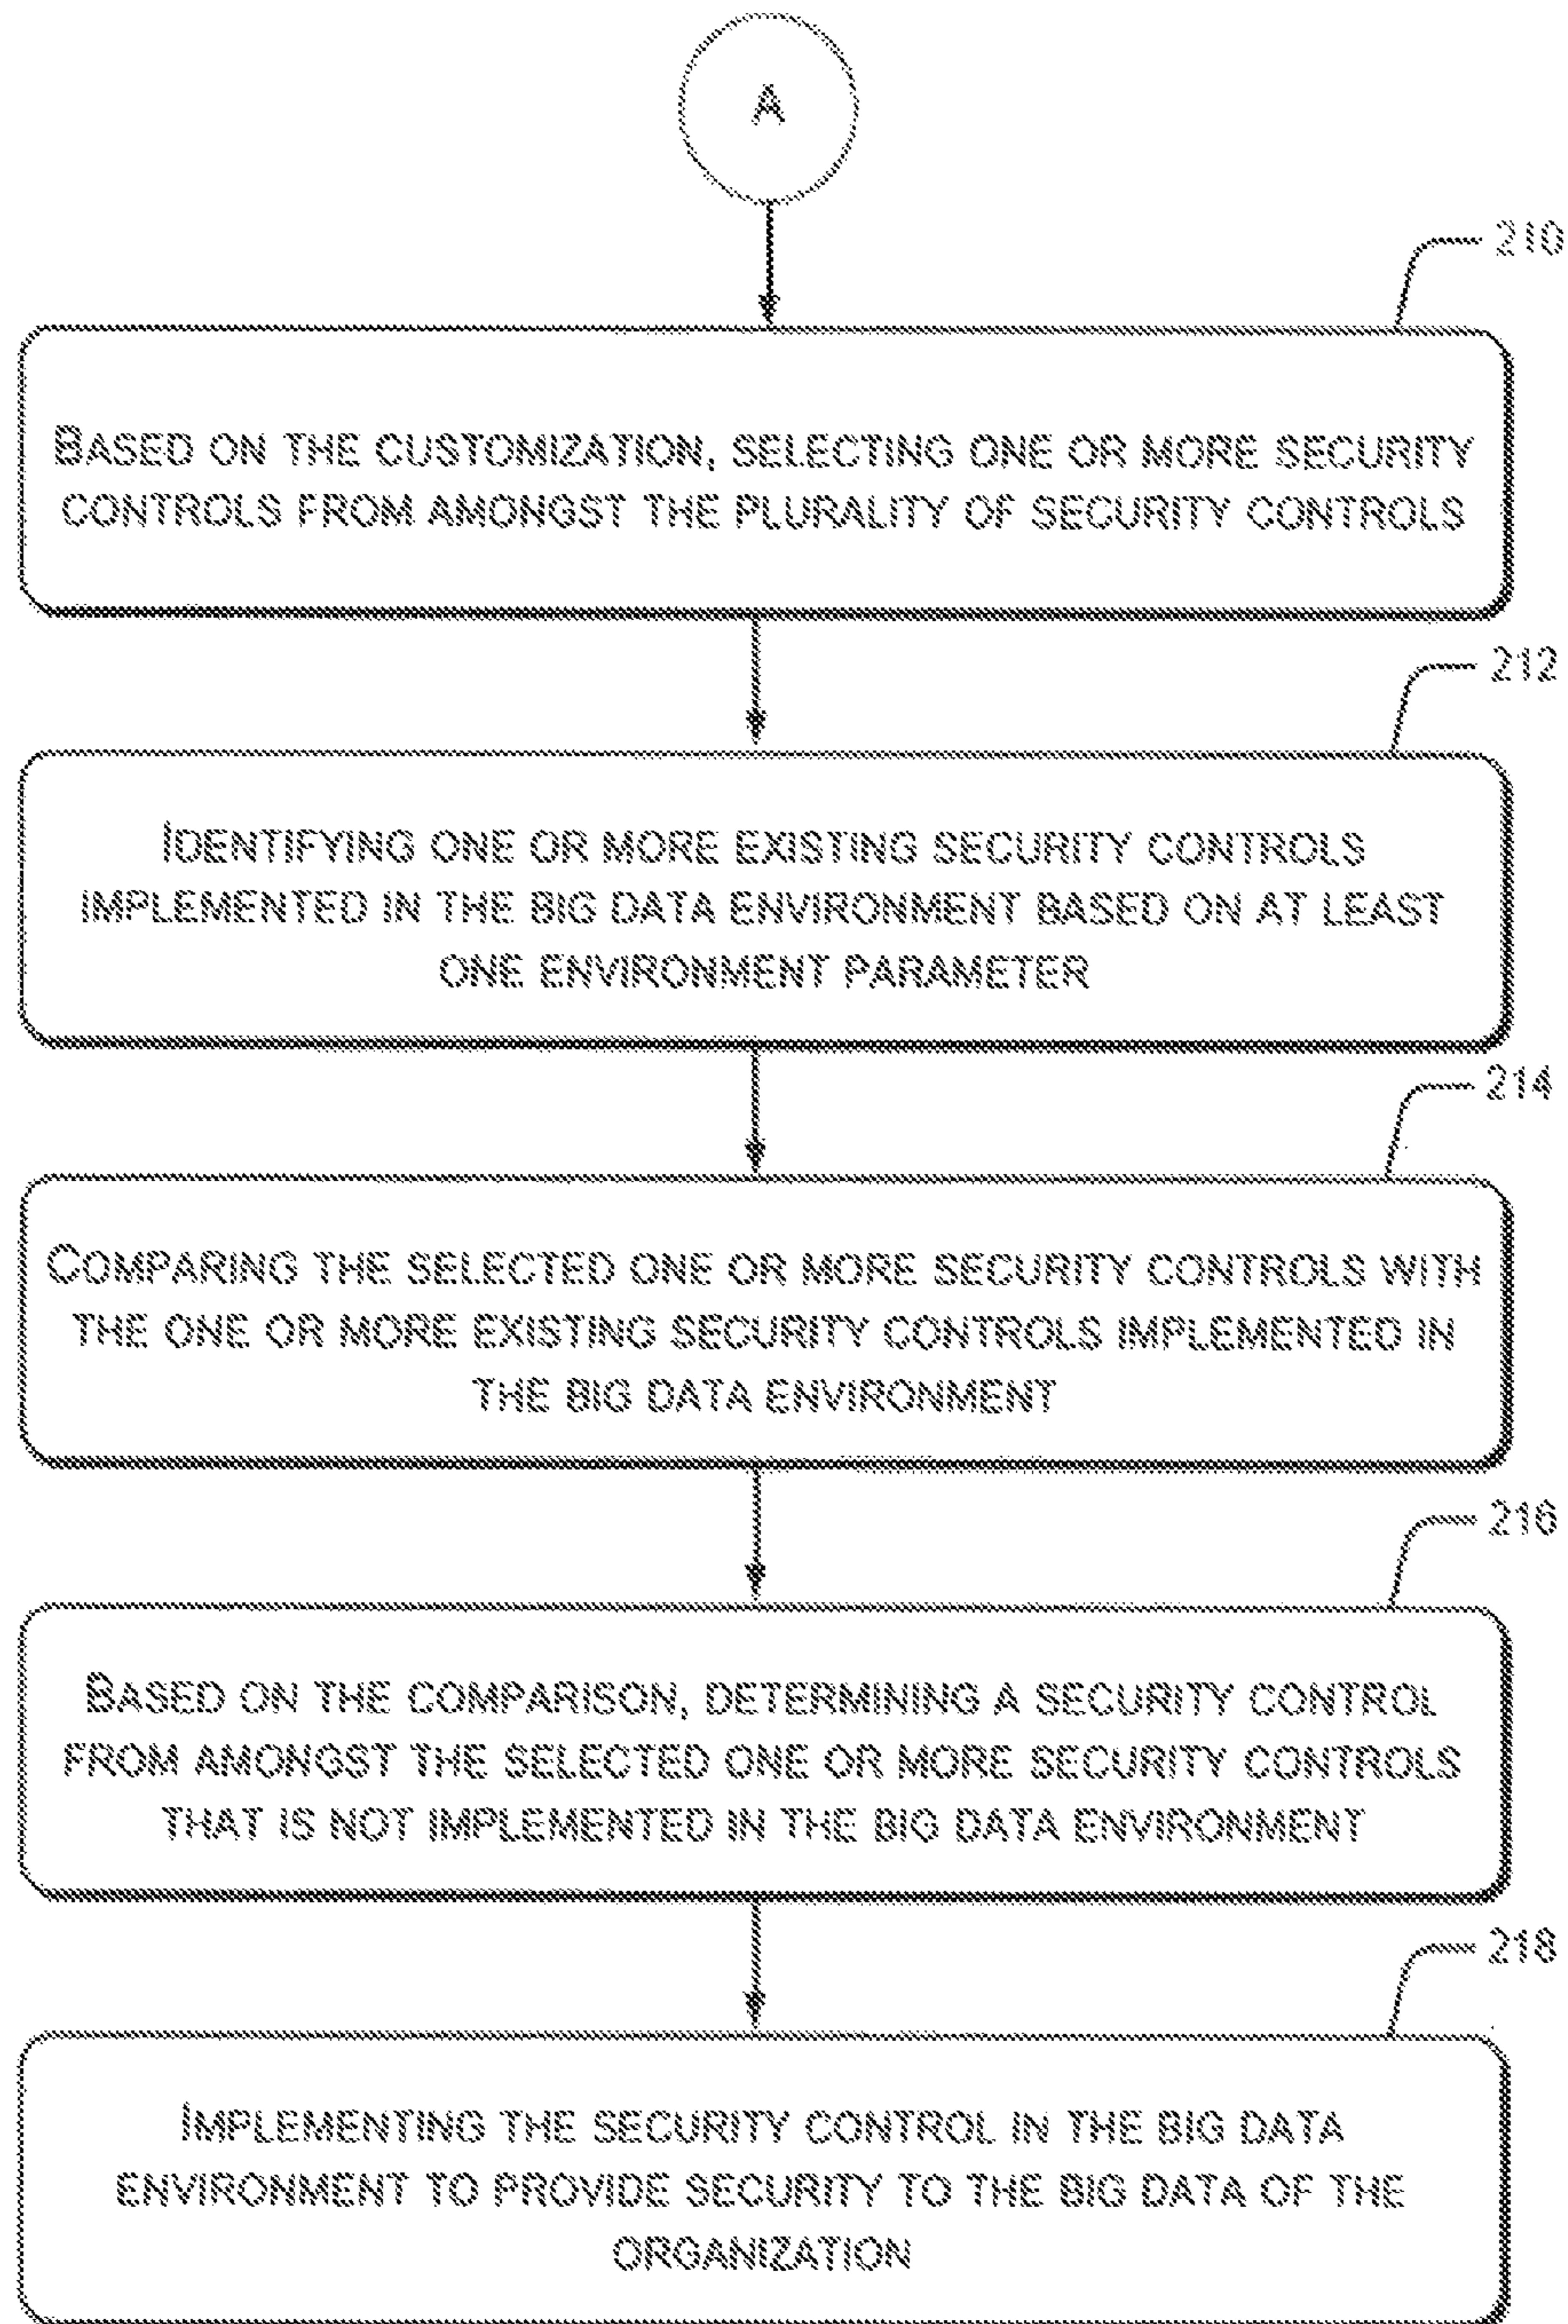 A
210
BASED ON THE CUSTOMIZATION, SELECTING ONE OR MORE SECURITY
CONTROLS FROM AMONGST THE PLURALITY OF SECURITY CONTROLS
212
IDENTIFYING ONE OR MORE EXISTING SECURITY CONTROLS
IMPLEMENTED IN THE BIG DATA ENVIRONMENT BASED ON AT LEAST
ONE ENVIRONMENT PARAMETER
214
COMPARING THE SELECTED ONE OR MORE SECURITY CONTROLS WITH
THE ONE OR MORE EXISTING SECURITY CONTROLS IMPLEMENTED IN
THE BIG DATA ENVIRONMENT
216
BASED ON THE COMPARISON, DETERMINING A SECURITY CONTROL
FROM AMONGST THE SELECTED ONE OR MORE SECURITY CONTROLS
THAT IS NOT IMPLEMENTED IN THE BIG DATA ENVIRONMENT
218
IMPLEMENTING THE SECURITY CONTROL IN THE BIG DATA
ENVIRONMENT TO PROVIDE SECURITY TO THE BIG DATA OF THE
ORGANIZATION